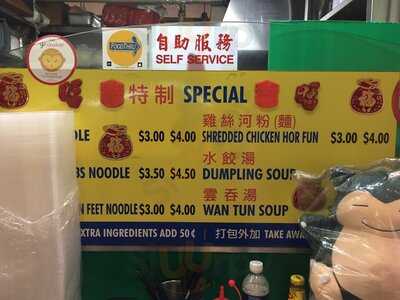 FOODTHRU
自助服務
SELF SERVICE
特制 SPECIAL
雞絲河粉(麵)
$3.00 $4.00 SHREDDED CHICKEN HOR FUN $3.00 $4.00
水餃湯
NOODLE $3.50 $4.50 DUMPLING SOUP
雲吞湯
FEET NOODLE $3.00 $4.00 WAN TUN SOUP
EXTRA INGREDIENTS ADD 50¢ 打包外加 TAKE AWA